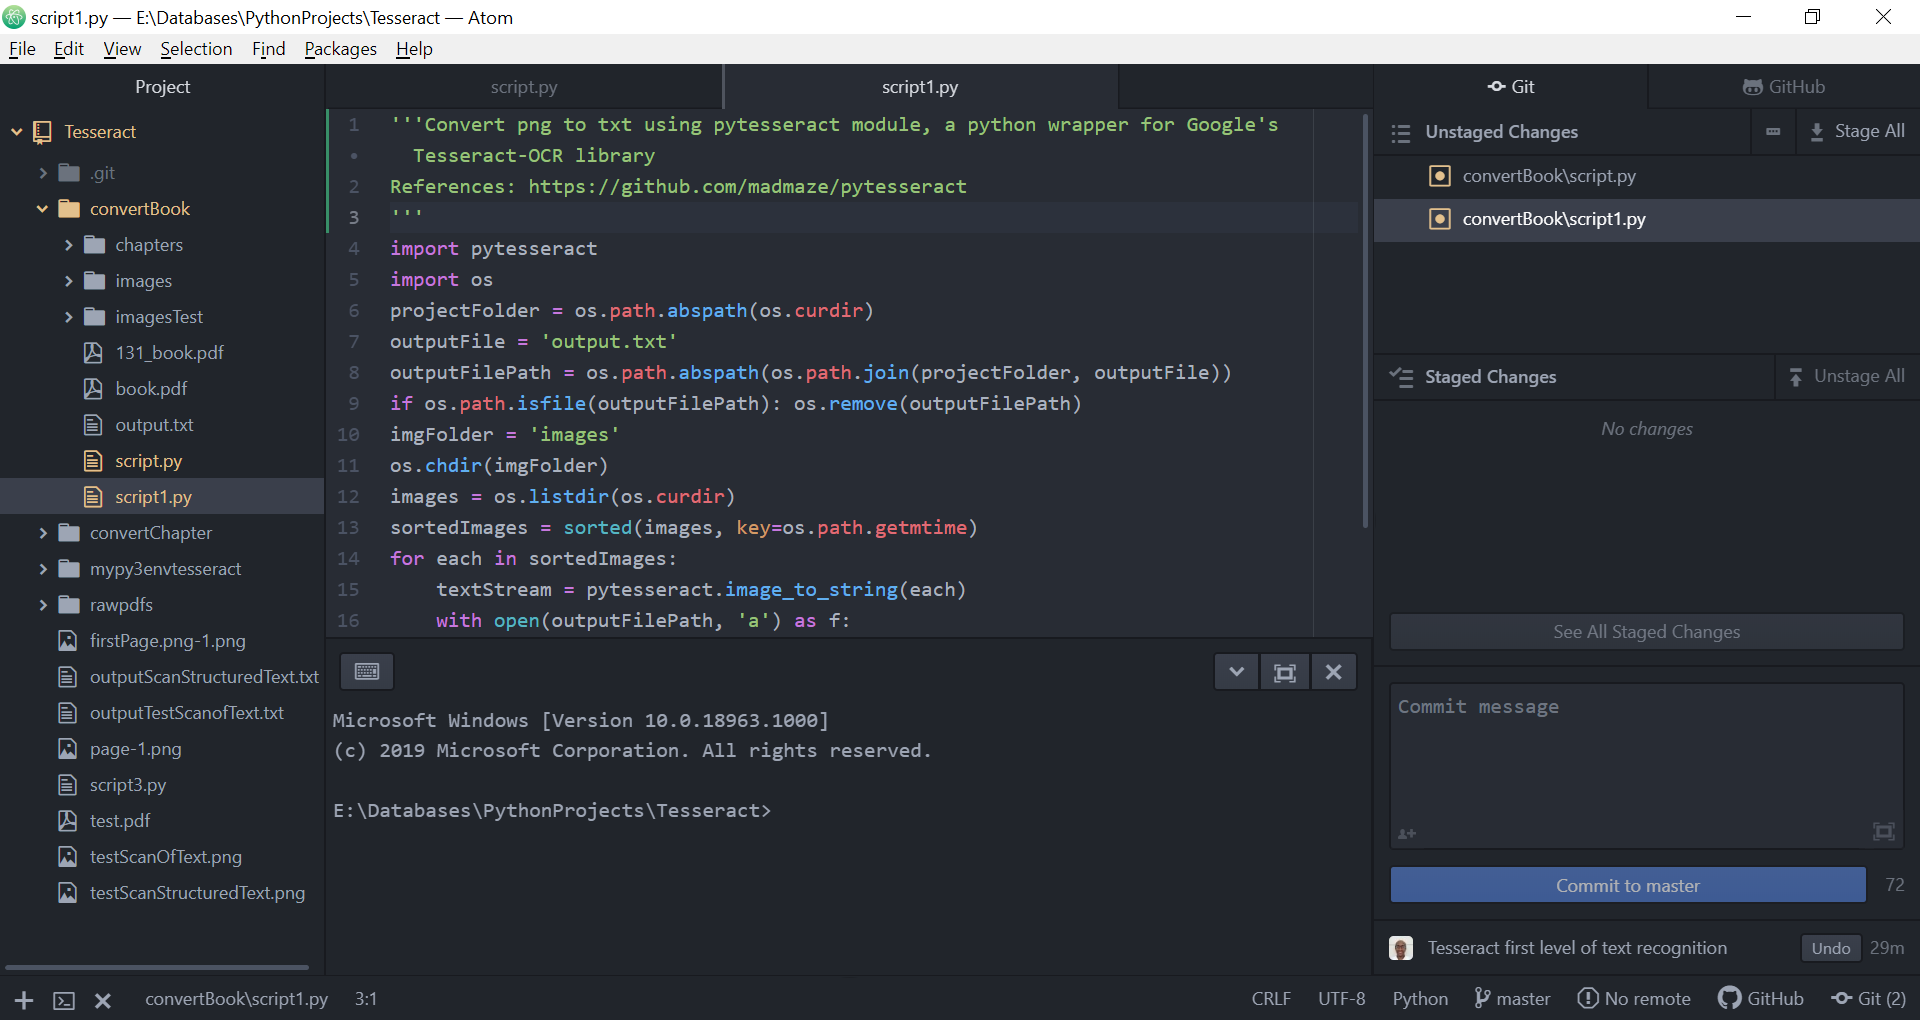 script1.py — E:\Databases\PythonProjects\Tesseract — Atom
File Edit View Selection Find Packages Help
Project
Tesseract
.git
convertBook
chapters
images
imagesTest
131_book.pdf
book.pdf
output.txt
script.py
script1.py
convertChapter
mypy3envtesseract
rawpdfs
firstPage.png-1.png
outputScanStructuredText.txt
outputTestScanofText.txt
page-1.png
script3.py
test.pdf
testScanOfText.png
testScanStructuredText.png
script.py
script1.py
1 '''Convert png to txt using pytesseract module, a python wrapper for Google's
• Tesseract-OCR library
2 References: https://github.com/madmaze/pytesseract
3 '''
4 import pytesseract
5 import os
6 projectFolder = os.path.abspath(os.curdir)
7 outputFile = 'output.txt'
8 outputFilePath = os.path.abspath(os.path.join(projectFolder, outputFile))
9 if os.path.isfile(outputFilePath): os.remove(outputFilePath)
10 imgFolder = 'images'
11 os.chdir(imgFolder)
12 images = os.listdir(os.curdir)
13 sortedImages = sorted(images, key=os.path.getmtime)
14 for each in sortedImages:
15     textStream = pytesseract.image_to_string(each)
16     with open(outputFilePath, 'a') as f:
Microsoft Windows [Version 10.0.18963.1000]
(c) 2019 Microsoft Corporation. All rights reserved.
E:\Databases\PythonProjects\Tesseract>
Git
GitHub
Unstaged Changes
Stage All
convertBook\script.py
convertBook\script1.py
Staged Changes
Unstage All
No changes
See All Staged Changes
Commit message
Commit to master
72
Tesseract first level of text recognition
Undo
29m
convertBook\script1.py 3:1
CRLF UTF-8 Python master No remote GitHub Git (2)